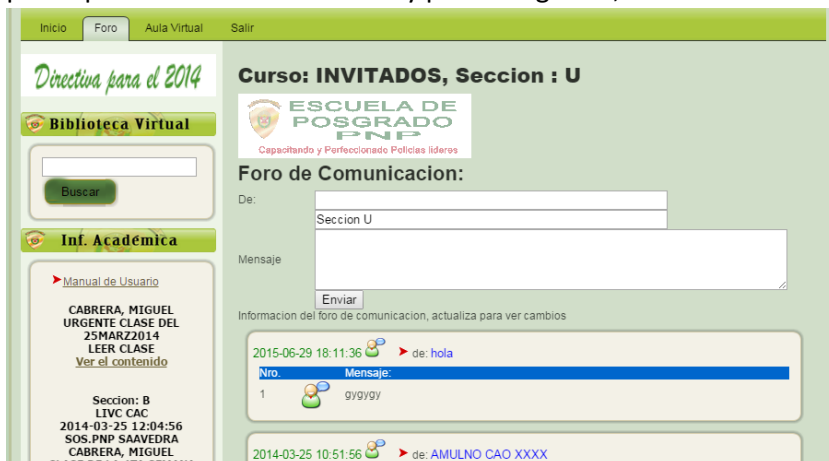 Inicio Foro Aula Virtual Salir
Directiva para el 2014
Biblioteca Virtual
Buscar
Inf. Académica
Manual de Usuario
CABRERA, MIGUEL
URGENTE CLASE DEL
25MARZ2014
LEER CLASE
Ver el contenido
Seccion: B
LIVC CAC
2014-03-25 12:04:56
SOS.PNP SAAVEDRA
CABRERA, MIGUEL
Curso: INVITADOS, Seccion : U
ESCUELA DE
POSGRADO
PNP
Capacitando y Perfeccionado Policias lideres
Foro de Comunicacion:
De:
Seccion U
Mensaje
Enviar
Informacion del foro de comunicacion, actualiza para ver cambios
2015-06-29 18:11:36 de: hola
Nro. Mensaje:
1 gygygy
2014-03-25 10:51:56 de: AMULNO CAO XXXX